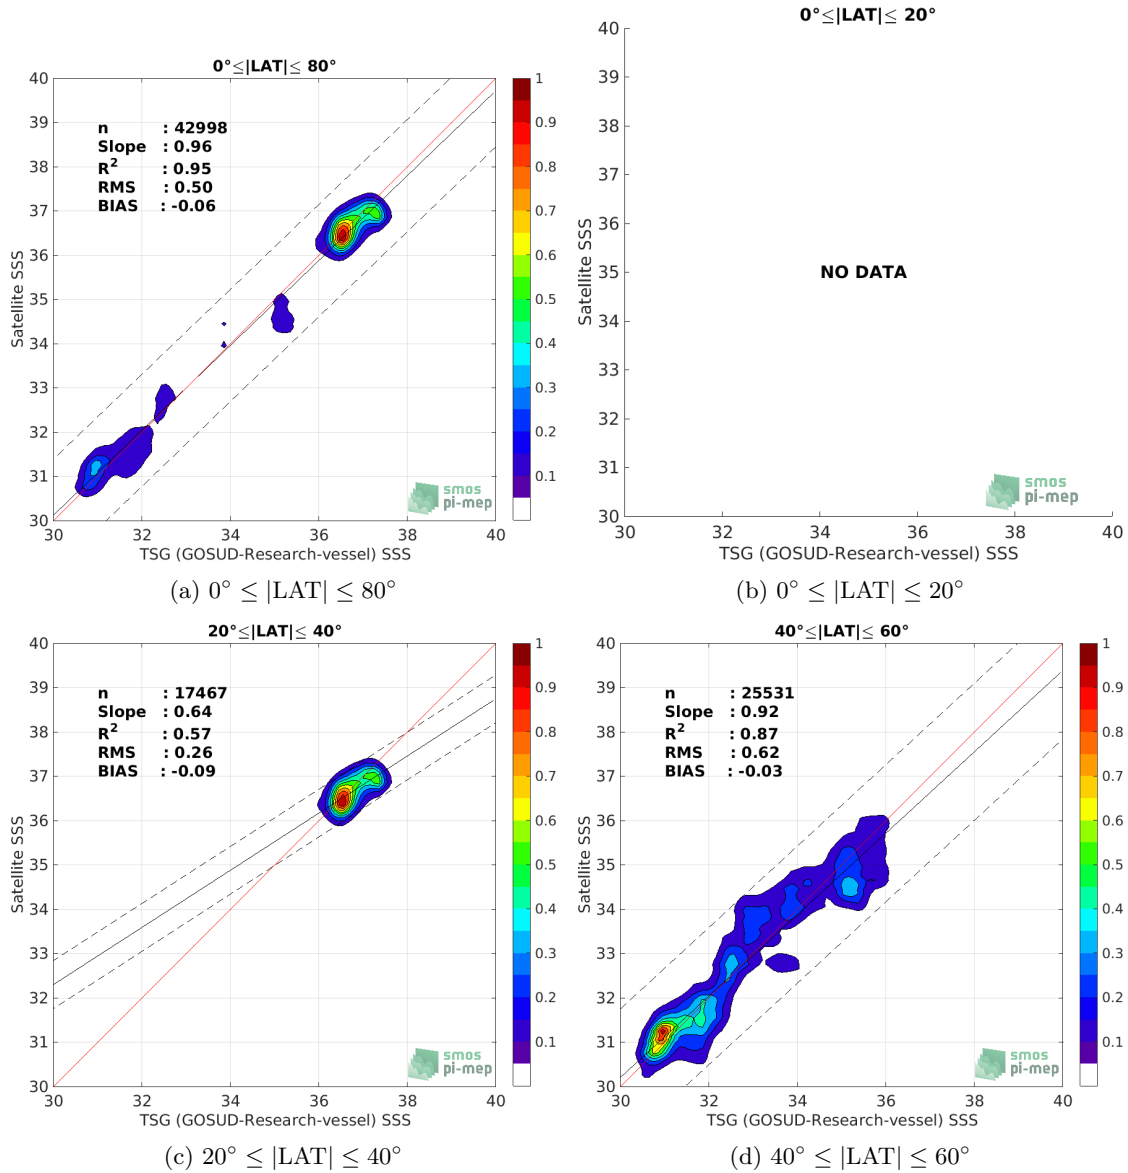 0°≤|LAT|≤ 80°
n : 42998
Slope : 0.96
R² : 0.95
RMS : 0.50
BIAS : -0.06
40
39
38
37
36
35
34
33
32
31
30
30
32
34
36
38
40
Satellite SSS
TSG (GOSUD-Research-vessel) SSS
1
0.9
0.8
0.7
0.6
0.5
0.4
0.3
0.2
0.1
smos
pi-mep
(a) 0° ≤ |LAT| ≤ 80°
0°≤|LAT|≤ 20°
40
39
38
37
36
35
34
33
32
31
30
30
32
34
36
38
40
Satellite SSS
NO DATA
smos
pi-mep
TSG (GOSUD-Research-vessel) SSS
(b) 0° ≤ |LAT| ≤ 20°
20°≤|LAT|≤ 40°
n : 17467
Slope : 0.64
R² : 0.57
RMS : 0.26
BIAS : -0.09
40
39
38
37
36
35
34
33
32
31
30
30
32
34
36
38
40
Satellite SSS
TSG (GOSUD-Research-vessel) SSS
1
0.9
0.8
0.7
0.6
0.5
0.4
0.3
0.2
0.1
smos
pi-mep
(c) 20° ≤ |LAT| ≤ 40°
40°≤|LAT|≤ 60°
n : 25531
Slope : 0.92
R² : 0.87
RMS : 0.62
BIAS : -0.03
40
39
38
37
36
35
34
33
32
31
30
30
32
34
36
38
40
Satellite SSS
TSG (GOSUD-Research-vessel) SSS
1
0.9
0.8
0.7
0.6
0.5
0.4
0.3
0.2
0.1
smos
pi-mep
(d) 40° ≤ |LAT| ≤ 60°